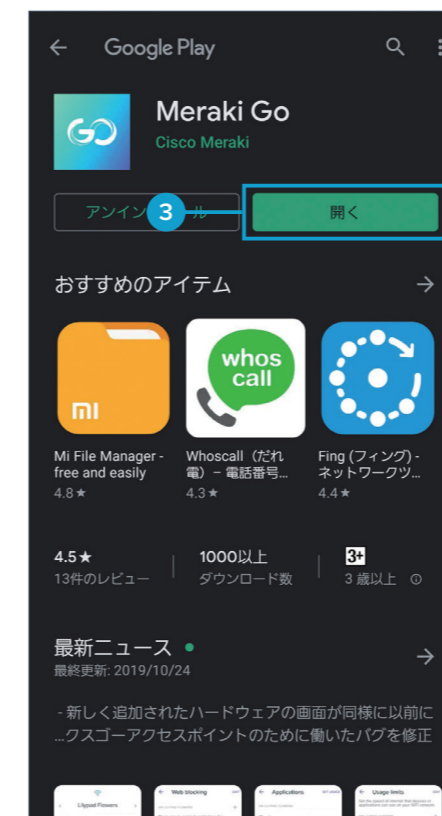 Google Play
GO
Meraki Go
Cisco Meraki
アンイン 3 ル
開く
おすすめのアイテム
mi
whos
call
Mi File Manager -
free and easily
4.8★
Whoscall（だれ
電）– 電話番号...
4.3★
Fing (フィング) -
ネットワークツ...
4.4★
4.5★
13件のレビュー
1000以上
ダウンロード数
3+
3 歳以上
最新ニュース
最終更新: 2019/10/24
- 新しく追加されたハードウェアの画面が同様に以前に
...クスゴーアクセスポイントのために働いたバグを修正
Lilypad Flowers
Web blocking
Applications
Usage limits